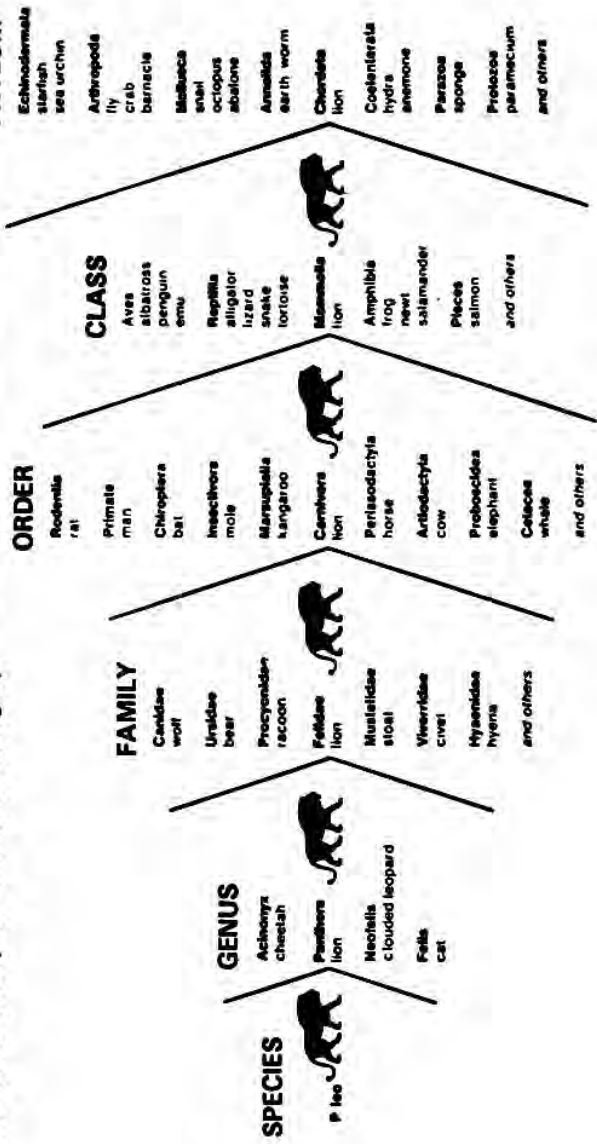 SPECIES
P leo
GENUS
Acinonyx
cheetah
Panthera
lion
Neofelis
clouded leopard
Felis
cat
FAMILY
Canidae
wolf
Ursidae
bear
Procyonidae
racoon
Felidae
lion
Mustelidae
stoat
Viverridae
civet
Hyaenidae
hyena
and others
ORDER
Rodentia
rat
Primate
man
Chiroptera
bat
Insectivora
mole
Marsupialia
kangaroo
Carnivora
lion
Perissodactyla
horse
Artiodactyla
cow
Proboscidea
elephant
Cetacea
whale
and others
CLASS
Aves
albatross
penguin
emu
Reptilia
alligator
lizard
snake
tortoise
Mammalia
lion
Amphibia
frog
newt
salamander
Pisces
salmon
and others
Echinodermata
starfish
sea urchin
Arthropoda
fly
crab
barnacle
Mollusca
snail
octopus
abalone
Annelida
earth worm
Chordata
lion
Coelenterata
hydra
anemone
Parazoa
sponge
Protozoa
paramecium
and others